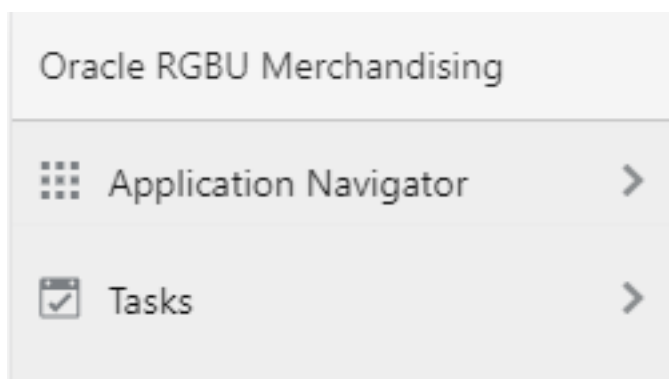 Oracle RGBU Merchandising
Application Navigator
Tasks